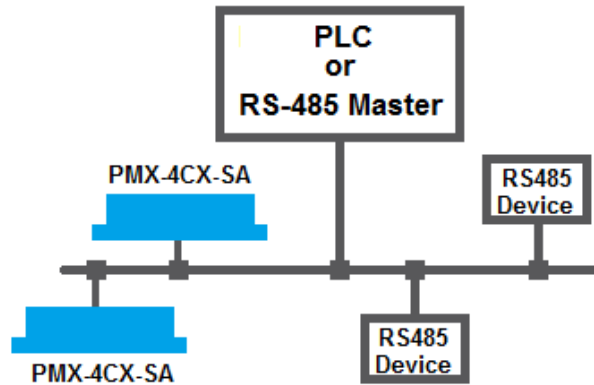 PLC
or
RS-485 Master
PMX-4CX-SA
RS485
Device
RS485
Device
PMX-4CX-SA